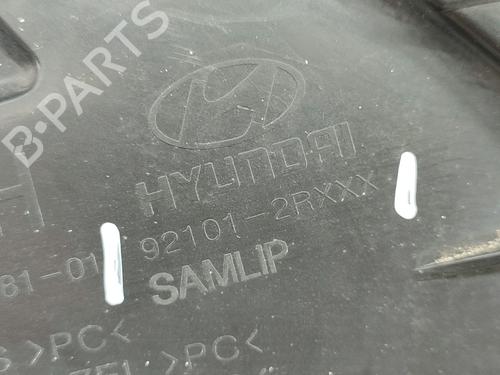 B-PARTS
HYUNDAI
92101-2RXXX
81-01
SAMLIP
S >PC<
>PC<